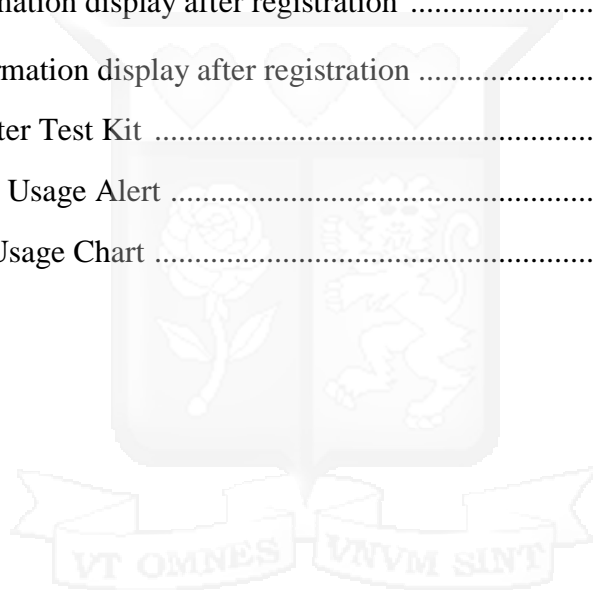 mation display after registration ........................
rmation display after registration .......................
ter Test Kit ............................................................
Usage Alert ..........................................................
Usage Chart ............................................................
VT OMNES VNVM SINT